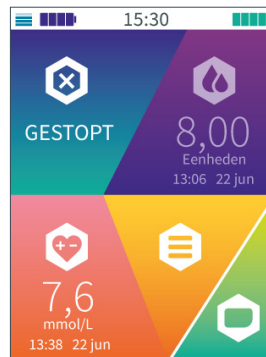 15:30
GESTOPT
8,00
Eenheden
13:06 22 jun
7,6
mmol/L
13:38 22 jun